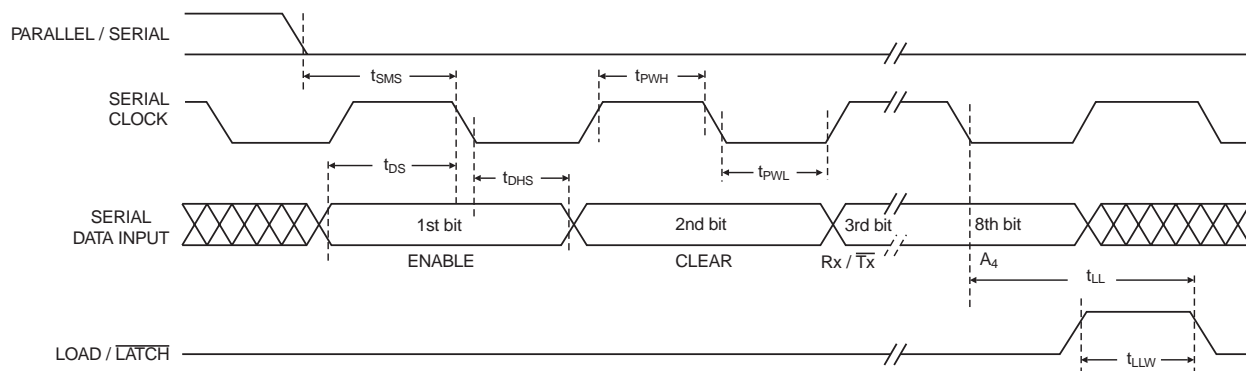 PARALLEL / SERIAL
tSMS
tPWH
SERIAL
CLOCK
tDS
tDHS
tPWL
SERIAL
DATA INPUT
1st bit
2nd bit
3rd bit
8th bit
ENABLE
CLEAR
Rx / T̅x̅
A4
tLL
LOAD / L̅A̅T̅C̅H̅
tLLW